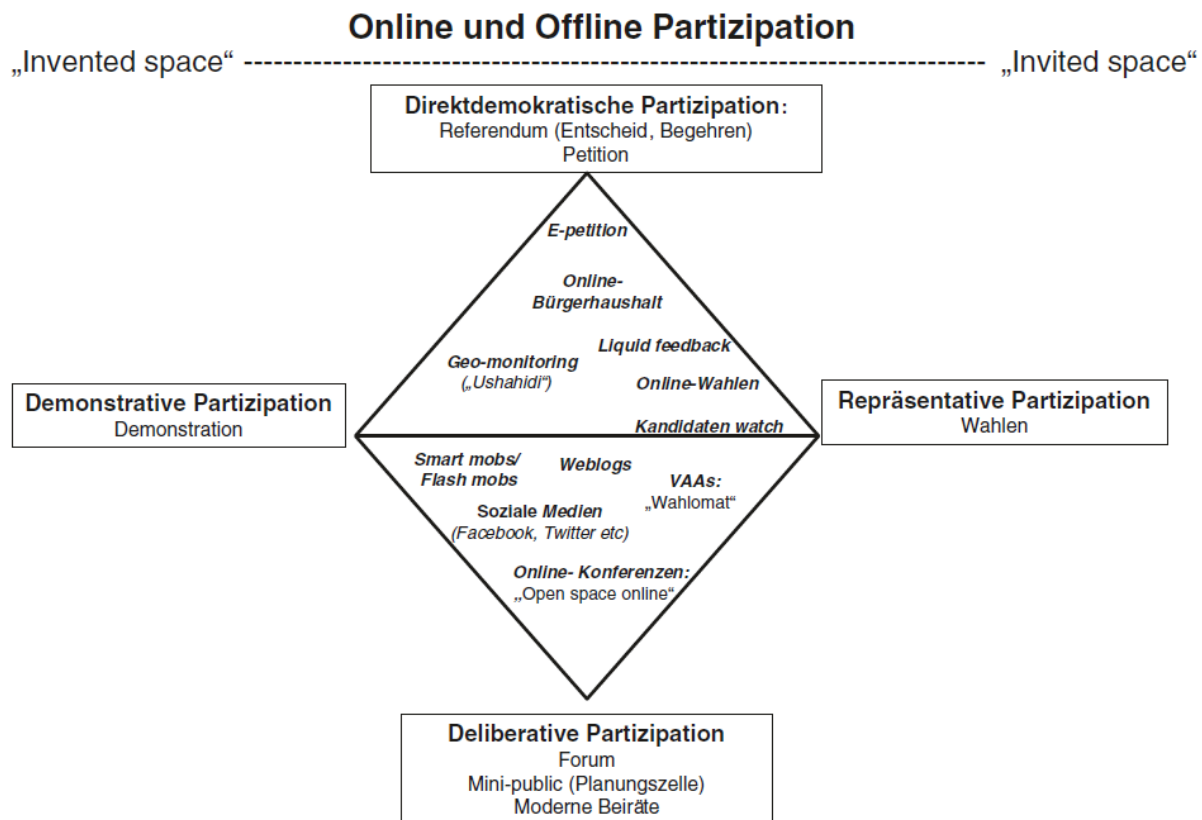 Online und Offline Partizipation
„Invented space“ ------------------------------------------------------------------------- „Invited space“
Direktdemokratische Partizipation:
Referendum (Entscheid, Begehren)
Petition
E-petition
Online-
Bürgerhaushalt
Liquid feedback
Geo-monitoring
(„Ushahidi“)
Online-Wahlen
Demonstrative Partizipation
Demonstration
Repräsentative Partizipation
Wahlen
Kandidaten watch
Smart mobs/
Flash mobs
Weblogs
VAAs:
„Wahlomat“
Soziale Medien
(Facebook, Twitter etc)
Online- Konferenzen:
„Open space online“
Deliberative Partizipation
Forum
Mini-public (Planungszelle)
Moderne Beiräte